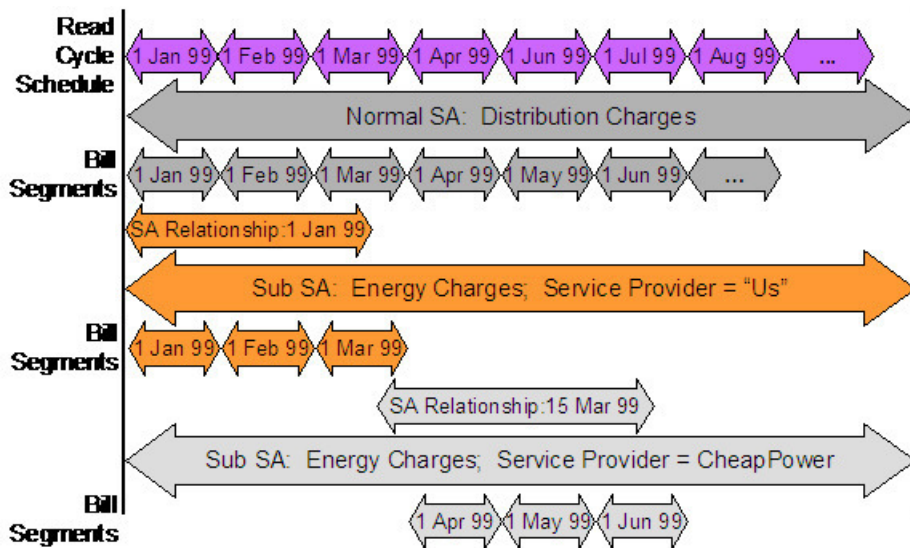 Read
Cycle
Schedule
1 Jan 99 1 Feb 99 1 Mar 99 1 Apr 99 1 Jun 99 1 Jul 99 1 Aug 99 ...
Normal SA: Distribution Charges
Bill
Segments
1 Jan 99 1 Feb 99 1 Mar 99 1 Apr 99 1 May 99 1 Jun 99 ...
SA Relationship:1 Jan 99
Sub SA: Energy Charges; Service Provider = “Us”
Bill
Segments
1 Jan 99 1 Feb 99 1 Mar 99
SA Relationship:15 Mar 99
Sub SA: Energy Charges; Service Provider = CheapPower
Bill
Segments
1 Apr 99 1 May 99 1 Jun 99